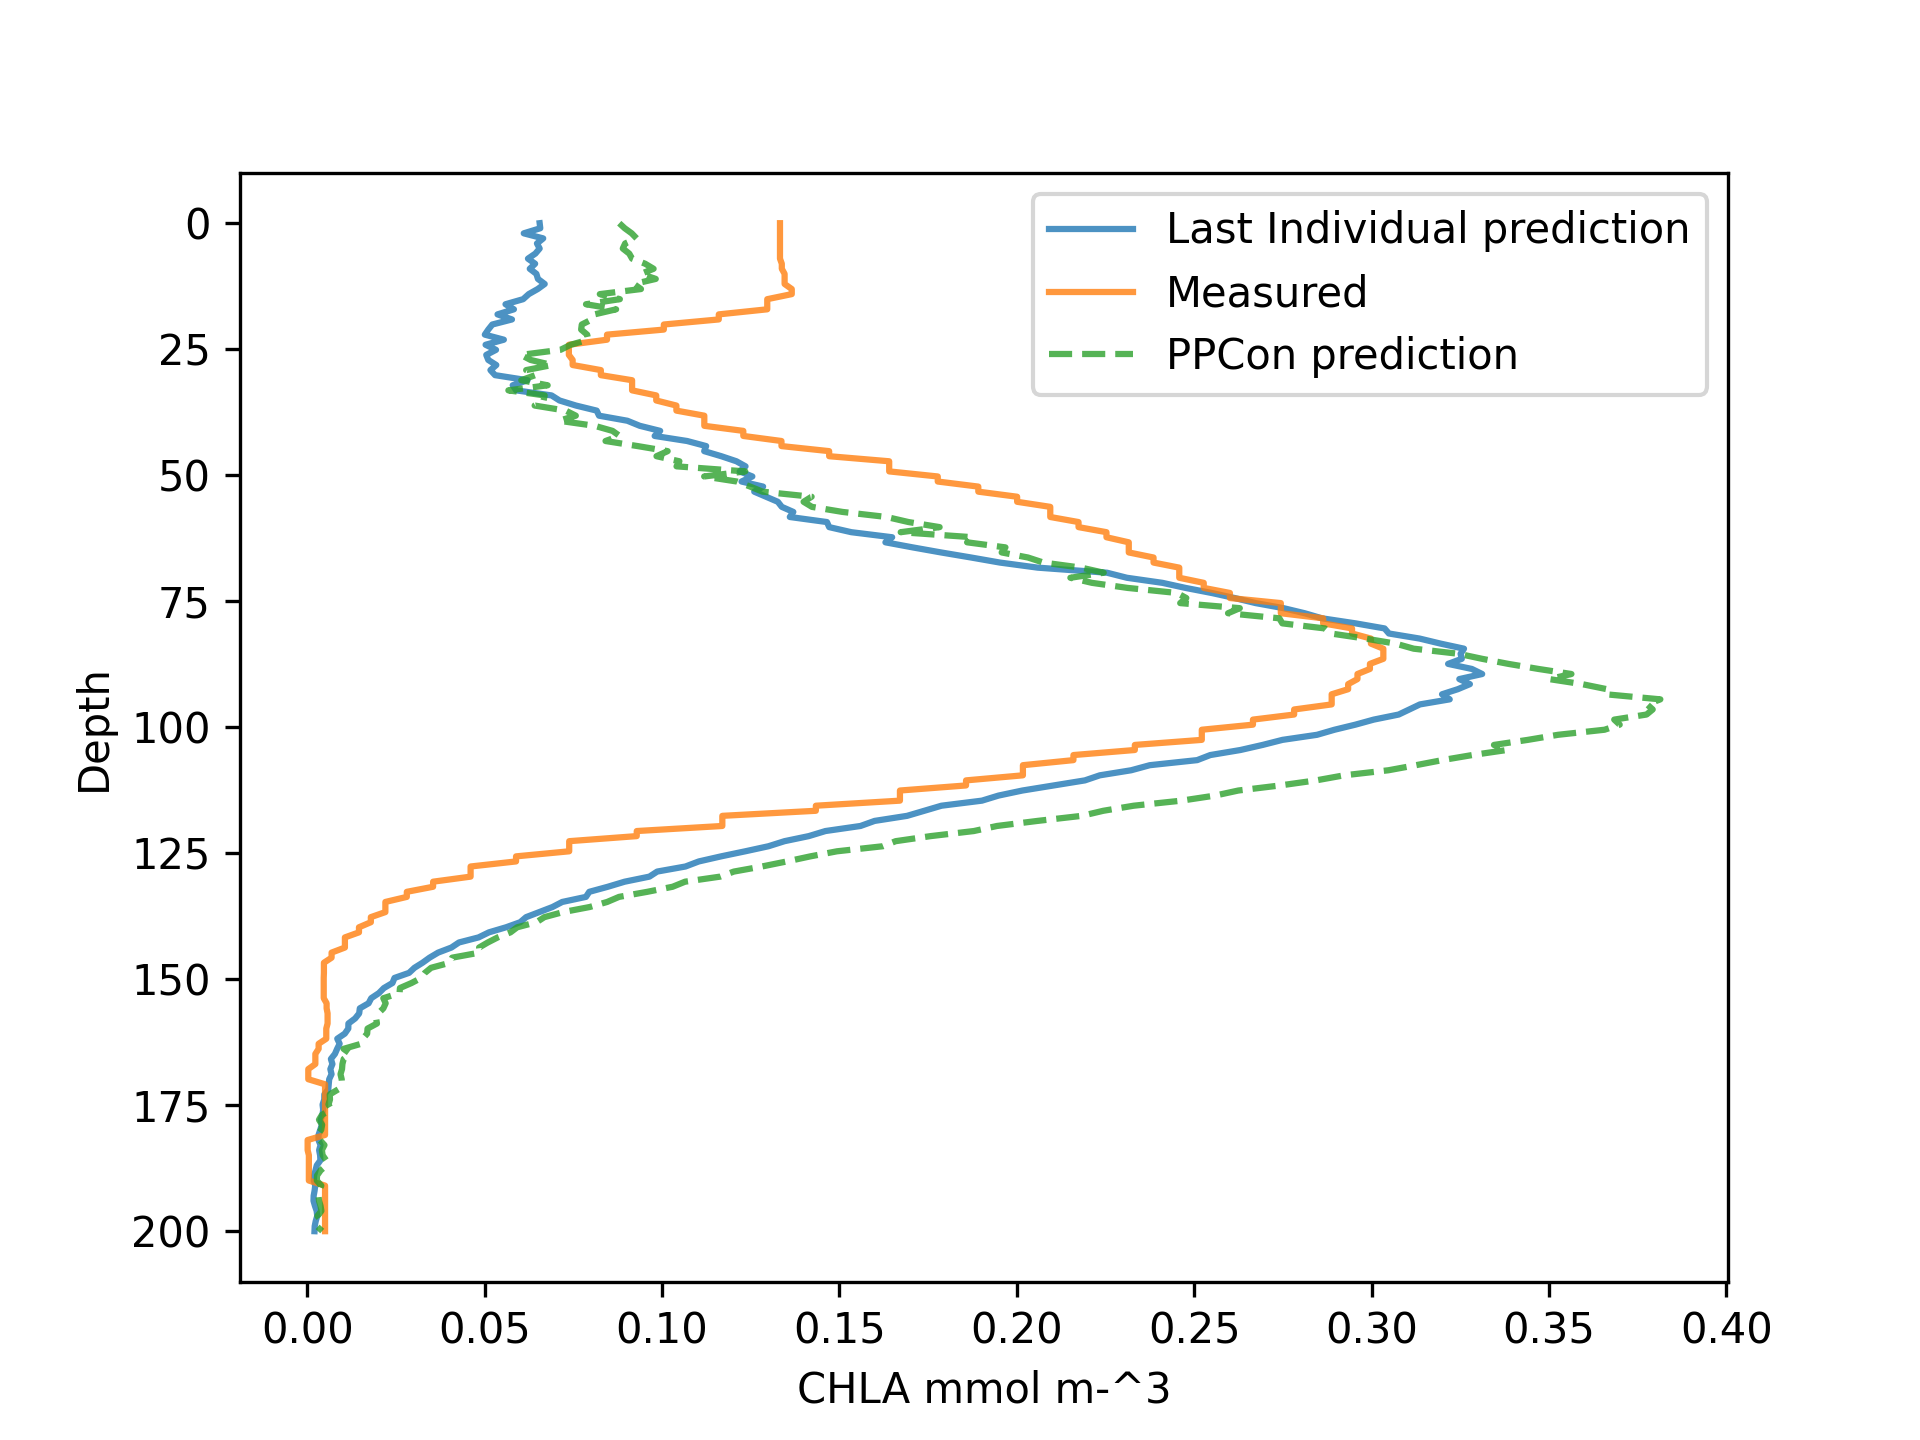 Last Individual prediction
Measured
PPCon prediction
0
25
50
75
100
125
150
175
200
Depth
0.00 0.05 0.10 0.15 0.20 0.25 0.30 0.35 0.40
CHLA mmol m-^3